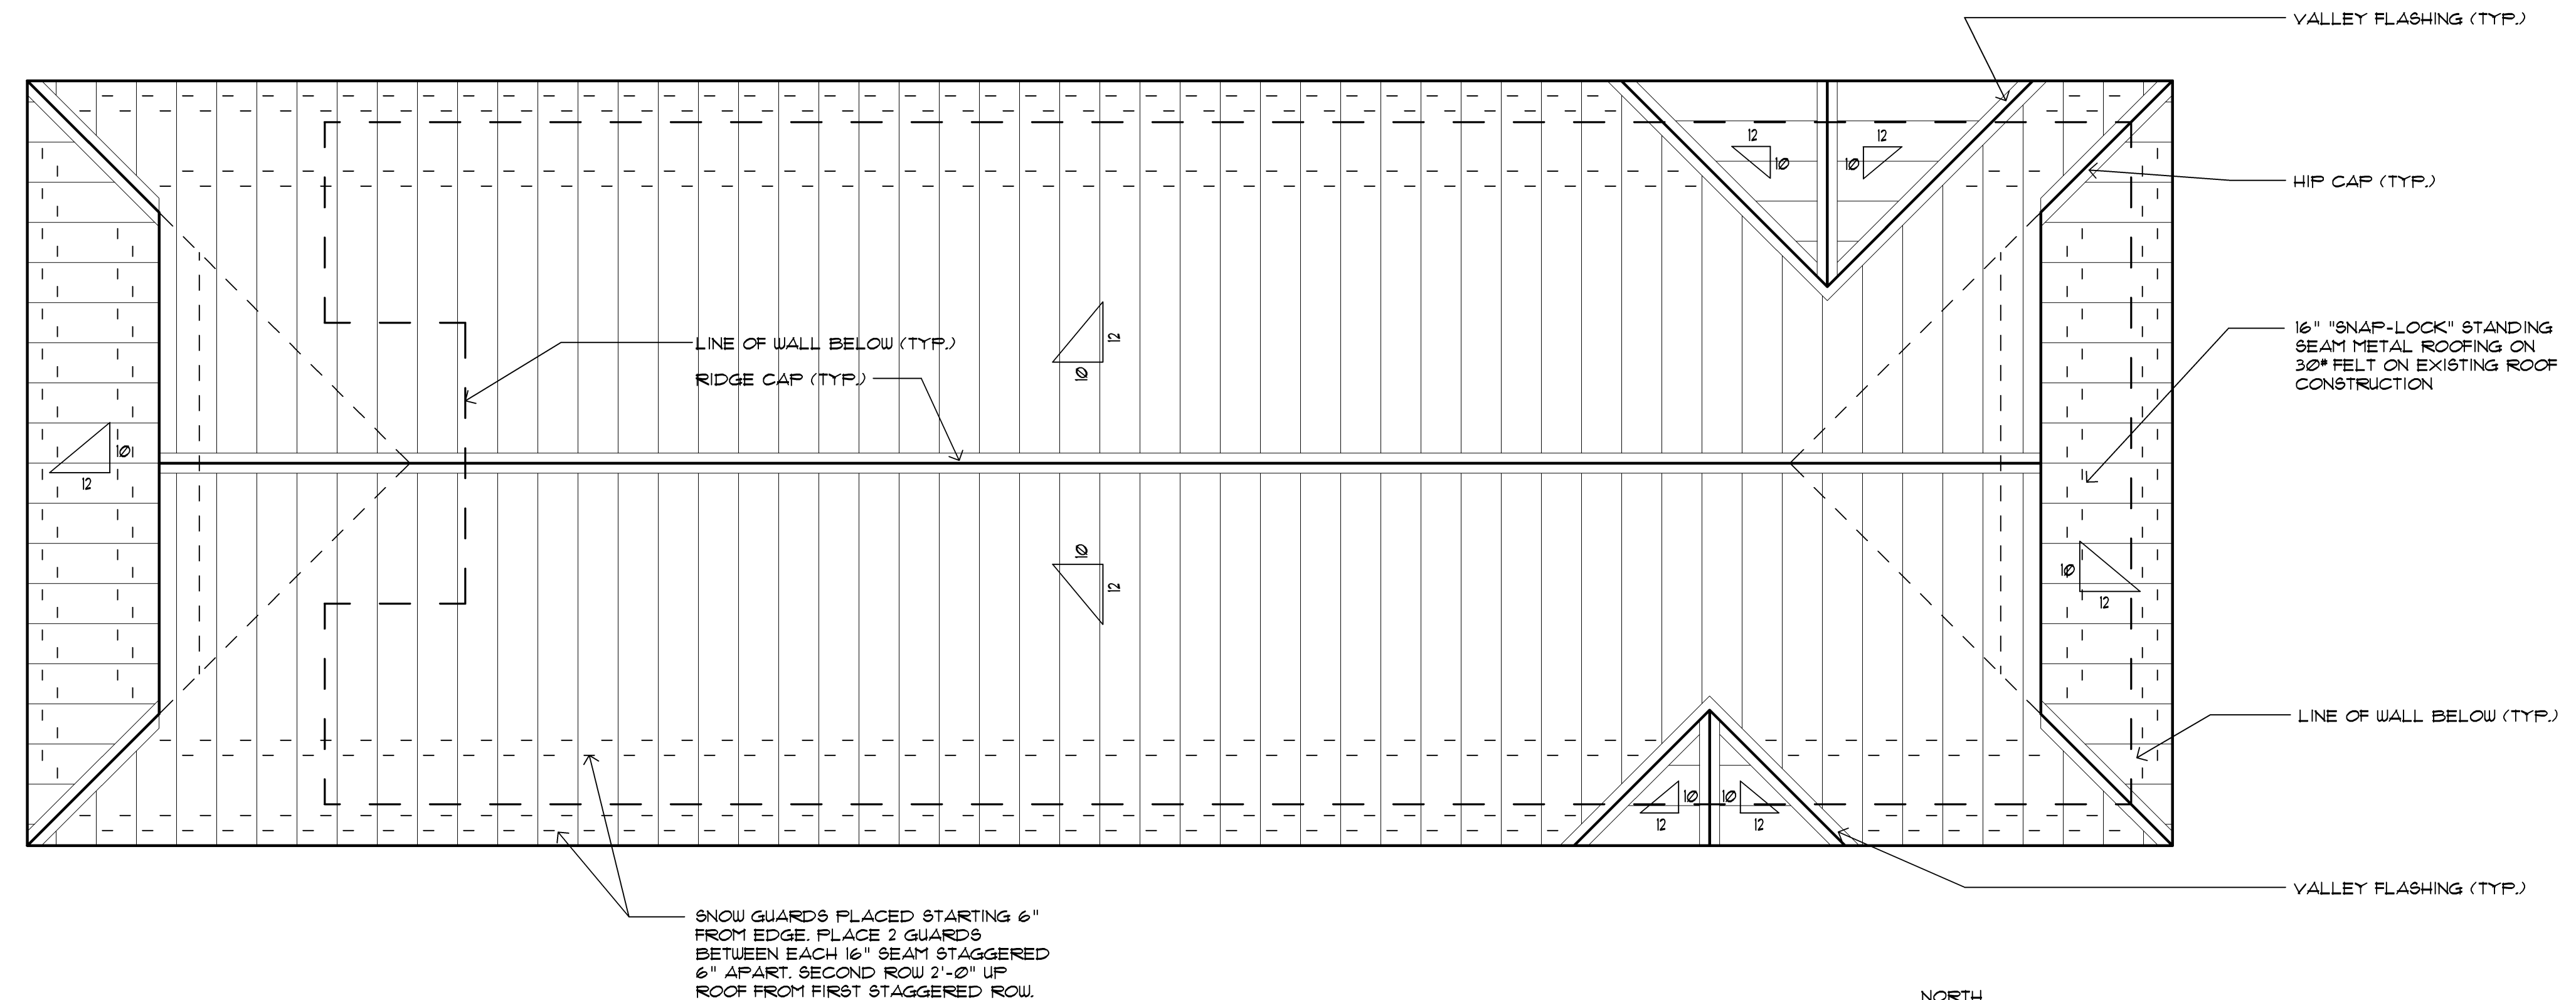 VALLEY FLASHING (TYP.)
12
12
10
10
HIP CAP (TYP.)
16" "SNAP-LOCK" STANDING
SEAM METAL ROOFING ON
30# FELT ON EXISTING ROOF
CONSTRUCTION
LINE OF WALL BELOW (TYP.)
12
10
RIDGE CAP (TYP.)
10
12
10
12
10
12
LINE OF WALL BELOW (TYP.)
10
10
12
12
VALLEY FLASHING (TYP.)
SNOW GUARDS PLACED STARTING 6"
FROM EDGE. PLACE 2 GUARDS
BETWEEN EACH 16" SEAM STAGGERED
6" APART. SECOND ROW 2'-0" UP
ROOF FROM FIRST STAGGERED ROW.
NORTH